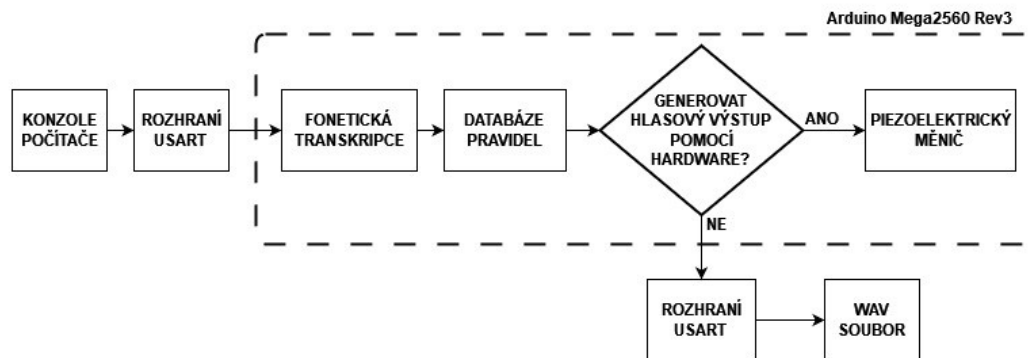 Arduino Mega2560 Rev3
KONZOLE
POČÍTAČE
ROZHRANÍ
USART
FONETICKÁ
TRANSKRIPCE
DATABÁZE
PRAVIDEL
GENEROVAT
HLASOVÝ VÝSTUP
POMOCÍ
HARDWARE?
ANO
PIEZOELEKTRICKÝ
MĚNIČ
NE
ROZHRANÍ
USART
WAV
SOUBOR